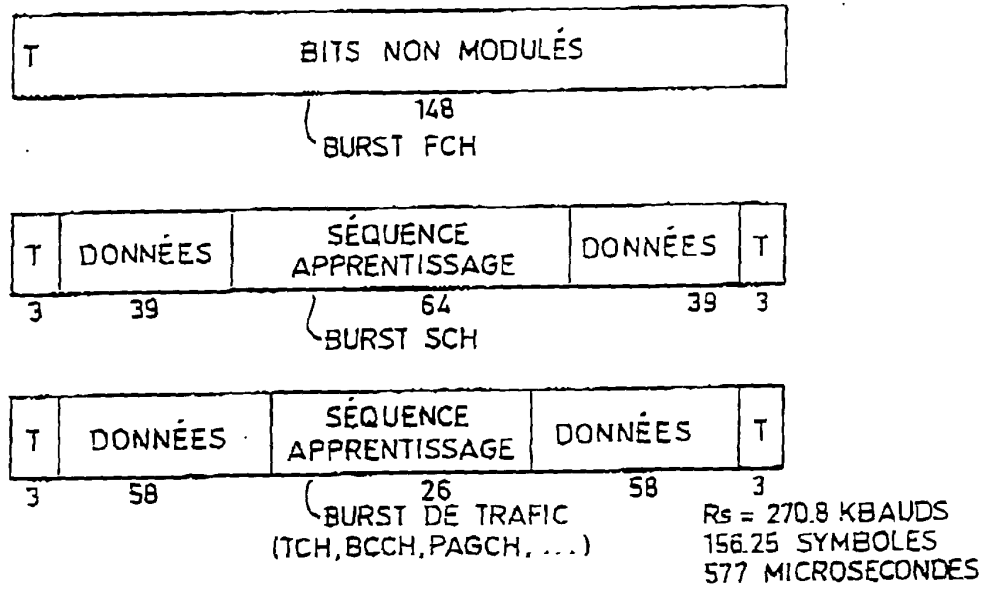 T BITS NON MODULÉS
148
BURST FCH
T DONNÉES SÉQUENCE APPRENTISSAGE DONNÉES T
3 39 64 39 3
BURST SCH
T DONNÉES SÉQUENCE APPRENTISSAGE DONNÉES T
3 58 26 58 3
BURST DE TRAFIC
(TCH, BCCH, PAGCH, ...)
Rs = 270.8 KBAUDS
156.25 SYMBOLES
577 MICROSECONDES